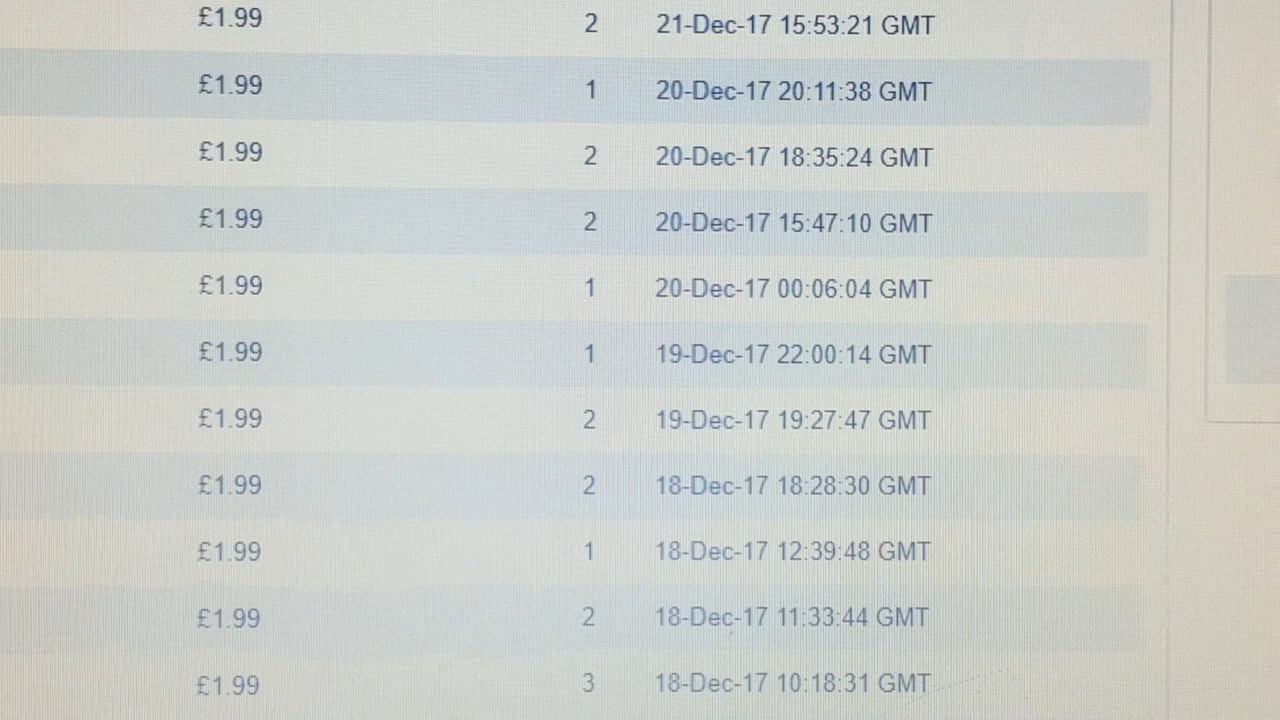 £1.99 2 21-Dec-17 15:53:21 GMT
£1.99 1 20-Dec-17 20:11:38 GMT
£1.99 2 20-Dec-17 18:35:24 GMT
£1.99 2 20-Dec-17 15:47:10 GMT
£1.99 1 20-Dec-17 00:06:04 GMT
£1.99 1 19-Dec-17 22:00:14 GMT
£1.99 2 19-Dec-17 19:27:47 GMT
£1.99 2 18-Dec-17 18:28:30 GMT
£1.99 1 18-Dec-17 12:39:48 GMT
£1.99 2 18-Dec-17 11:33:44 GMT
£1.99 3 18-Dec-17 10:18:31 GMT